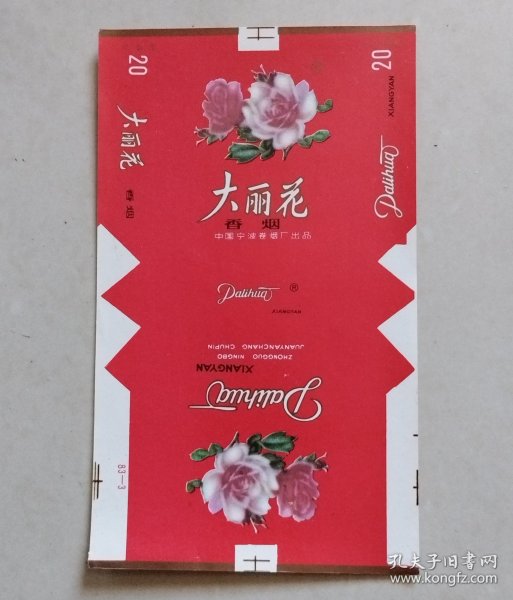 20
大丽花
香烟
20
XIANGYAN
Dalihua
大丽花
香烟
中国宁波卷烟厂出品
Dalihua ®
XIANGYAN
ZHONGGUO NINGBO
JUANYANCHANG CHUPIN
XIANGYAN
Dalihua
83—3
孔夫子旧书网
www.kongfz.com